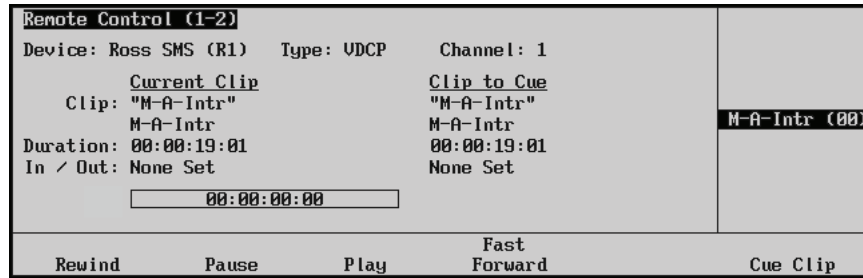 Remote Control (1-2)
Device: Ross SMS (R1) Type: VDCP Channel: 1
Current Clip Clip to Cue
Clip: "M-A-Intr" "M-A-Intr"
M-A-Intr M-A-Intr
M-A-Intr (00)
Duration: 00:00:19:01 00:00:19:01
In / Out: None Set None Set
00:00:00:00
Rewind Pause Play Fast Forward Cue Clip